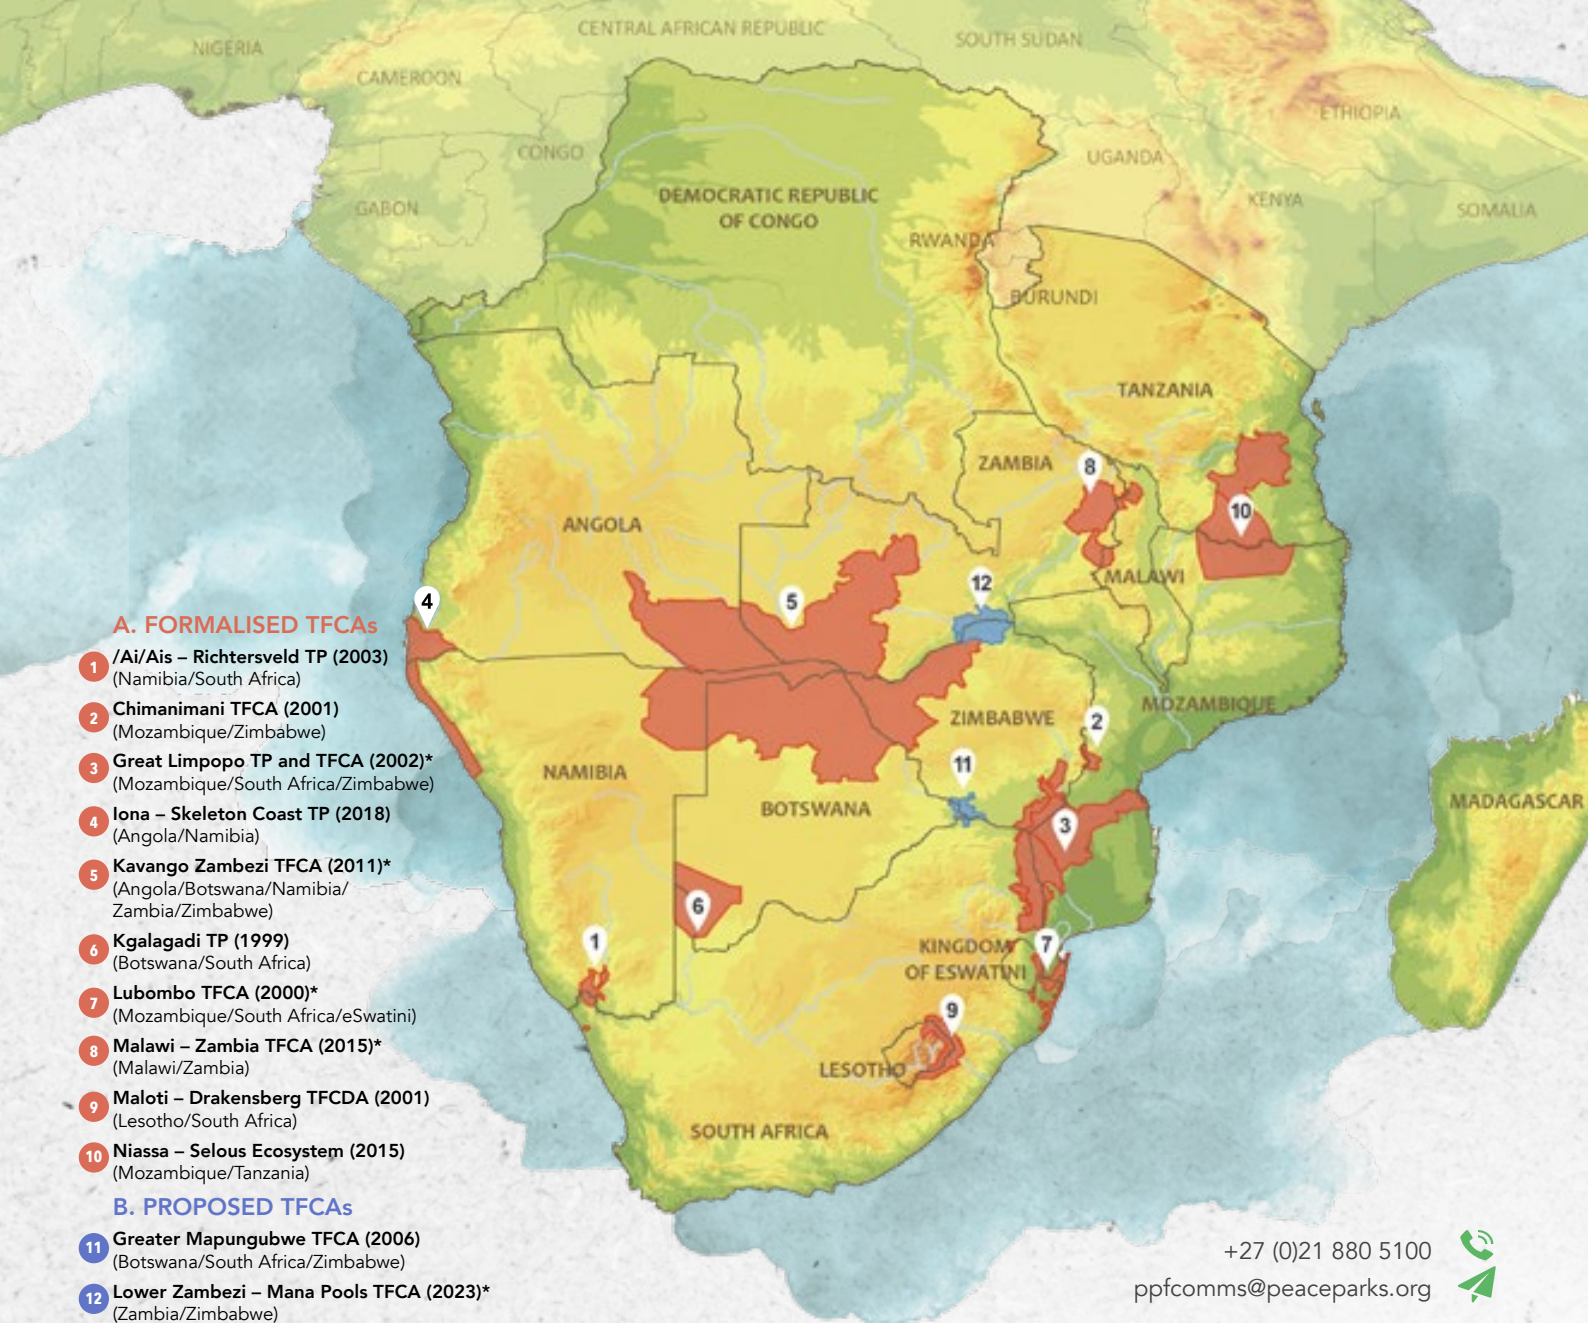 NIGERIA
CENTRAL AFRICAN REPUBLIC
SOUTH SUDAN
CAMEROON
ETHIOPIA
CONGO
UGANDA
GABON
DEMOCRATIC REPUBLIC
OF CONGO
KENYA
SOMALIA
RWANDA
BURUNDI
TANZANIA
ZAMBIA
8
10
ANGOLA
MALAWI
12
5
4
MOZAMBIQUE
ZIMBABWE
2
NAMIBIA
11
BOTSWANA
3
MADAGASCAR
6
1
KINGDOM
OF ESWATINI
7
9
LESOTHO
SOUTH AFRICA
A. FORMALISED TFCAs
1 /Ai/Ais – Richtersveld TP (2003)
(Namibia/South Africa)
2 Chimanimani TFCA (2001)
(Mozambique/Zimbabwe)
3 Great Limpopo TP and TFCA (2002)*
(Mozambique/South Africa/Zimbabwe)
4 Iona – Skeleton Coast TP (2018)
(Angola/Namibia)
5 Kavango Zambezi TFCA (2011)*
(Angola/Botswana/Namibia/
Zambia/Zimbabwe)
6 Kgalagadi TP (1999)
(Botswana/South Africa)
7 Lubombo TFCA (2000)*
(Mozambique/South Africa/eSwatini)
8 Malawi – Zambia TFCA (2015)*
(Malawi/Zambia)
9 Maloti – Drakensberg TFCDA (2001)
(Lesotho/South Africa)
10 Niassa – Selous Ecosystem (2015)
(Mozambique/Tanzania)
B. PROPOSED TFCAs
11 Greater Mapungubwe TFCA (2006)
(Botswana/South Africa/Zimbabwe)
12 Lower Zambezi – Mana Pools TFCA (2023)*
(Zambia/Zimbabwe)
+27 (0)21 880 5100
ppfcomms@peaceparks.org